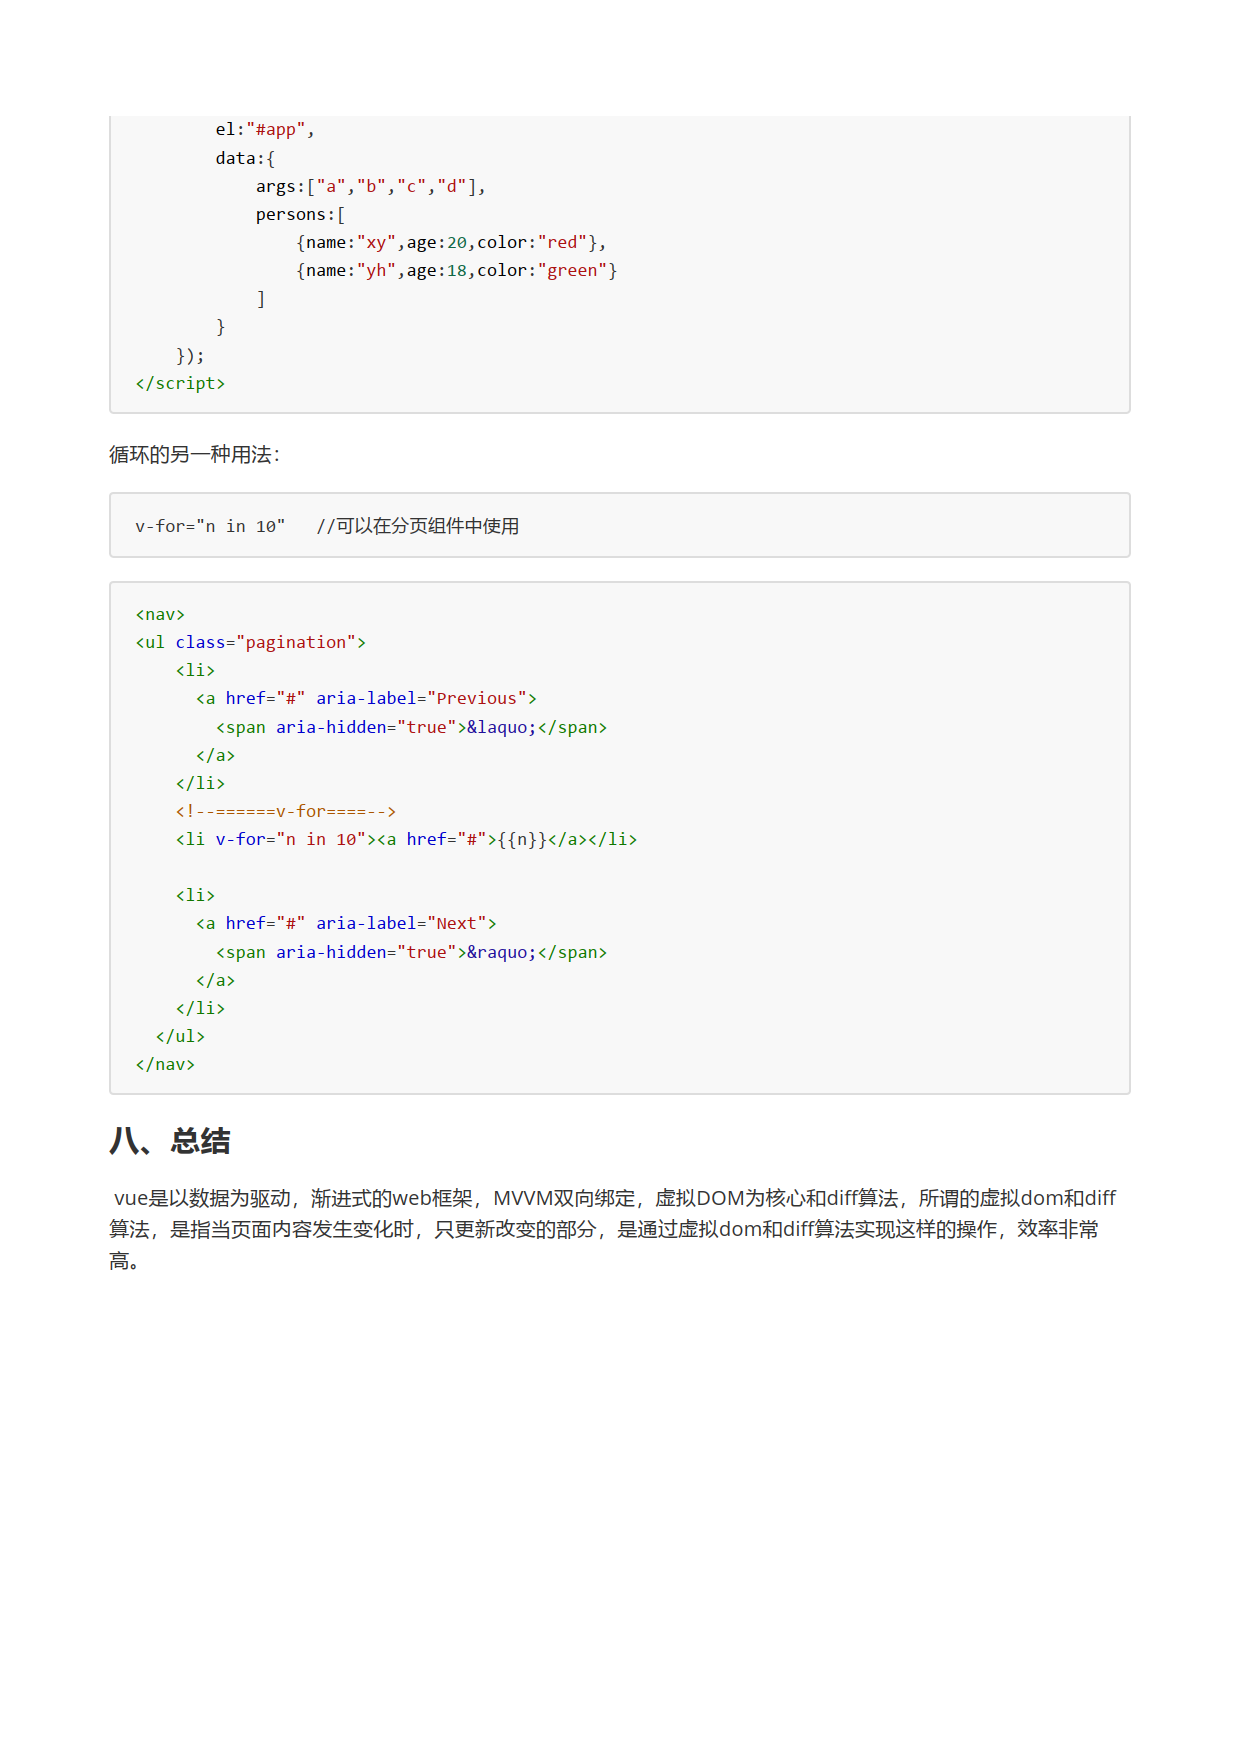 el:"#app",
        data:{
            args:["a","b","c","d"],
            persons:[
                {name:"xy",age:20,color:"red"},
                {name:"yh",age:18,color:"green"}
            ]
        }
    });
</script>
循环的另一种用法：
v-for="n in 10"   //可以在分页组件中使用
<nav>
<ul class="pagination">
    <li>
      <a href="#" aria-label="Previous">
        <span aria-hidden="true">&laquo;</span>
      </a>
    </li>
    <!--======v-for====-->
    <li v-for="n in 10"><a href="#">{{n}}</a></li>

    <li>
      <a href="#" aria-label="Next">
        <span aria-hidden="true">&raquo;</span>
      </a>
    </li>
  </ul>
</nav>
八、总结
vue是以数据为驱动，渐进式的web框架，MVVM双向绑定，虚拟DOM为核心和diff算法，所谓的虚拟dom和diff
算法，是指当页面内容发生变化时，只更新改变的部分，是通过虚拟dom和diff算法实现这样的操作，效率非常
高。